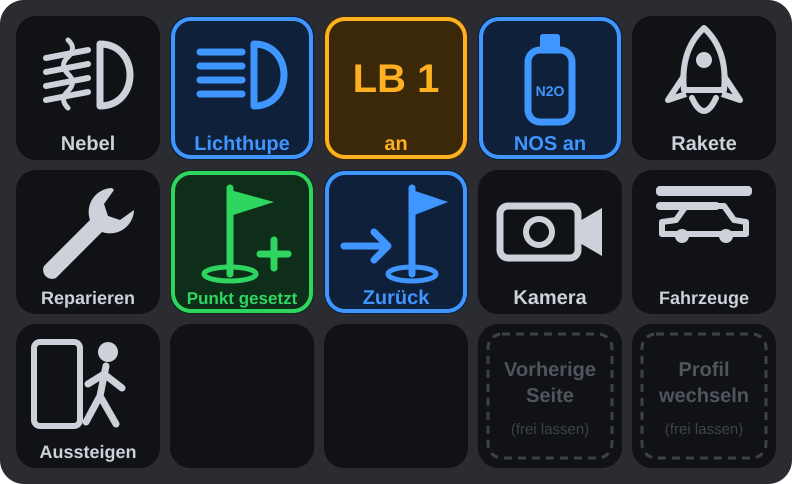 Nebel
Lichthupe
LB 1
an
N2O
NOS an
Rakete
Reparieren
Punkt gesetzt
Zurück
Kamera
Fahrzeuge
Aussteigen
Vorherige
Seite
(frei lassen)
Profil
wechseln
(frei lassen)